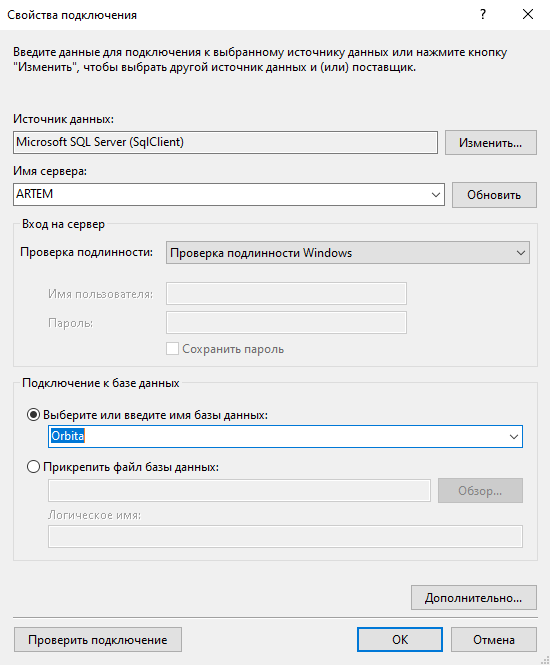 Свойства подключения
?
Введите данные для подключения к выбранному источнику данных или нажмите кнопку
"Изменить", чтобы выбрать другой источник данных и (или) поставщик.
Источник данных:
Microsoft SQL Server (SqlClient)
Изменить...
Имя сервера:
ARTEM
Обновить
Вход на сервер
Проверка подлинности:
Проверка подлинности Windows
Имя пользователя:
Пароль:
Сохранить пароль
Подключение к базе данных
Выберите или введите имя базы данных:
Orbita
Прикрепить файл базы данных:
Обзор...
Логическое имя:
Дополнительно...
Проверить подключение
ОК
Отмена